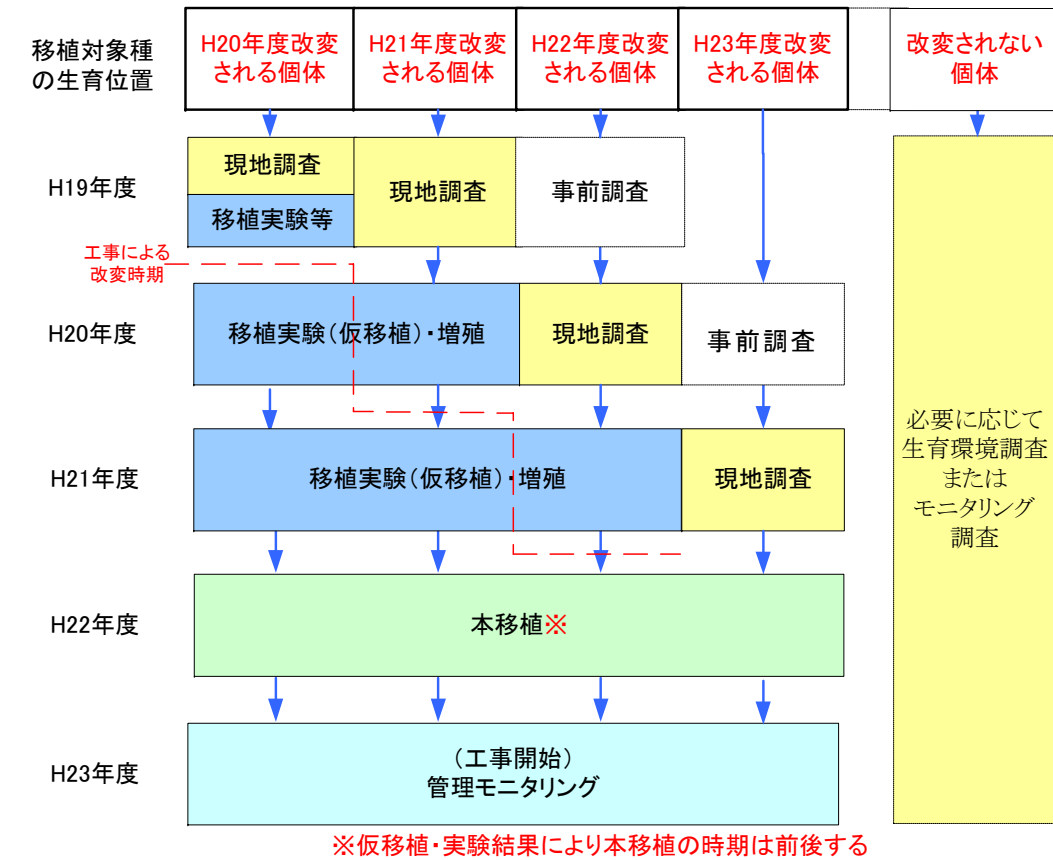 移植対象種
の生育位置
H20年度改変
される個体
H21年度改変
される個体
H22年度改変
される個体
H23年度改変
される個体
改変されない
個体
H19年度
現地調査
移植実験等
現地調査
事前調査
工事による
改変時期
H20年度
移植実験(仮移植)・増殖
現地調査
事前調査
H21年度
移植実験(仮移植)・増殖
現地調査
必要に応じて
生育環境調査
または
モニタリング
調査
H22年度
本移植※
H23年度
(工事開始)
管理モニタリング
※仮移植・実験結果により本移植の時期は前後する